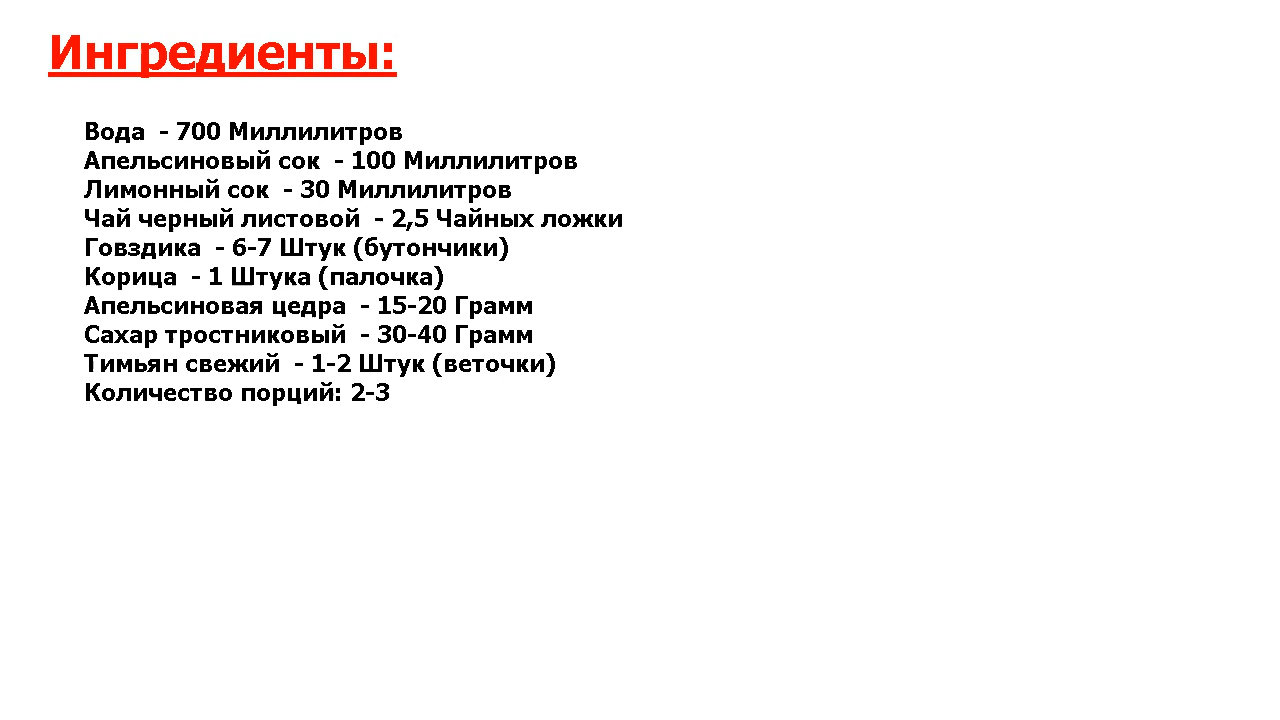 Ингредиенты:
Вода  - 700 Миллилитров
Апельсиновый сок  - 100 Миллилитров
Лимонный сок  - 30 Миллилитров
Чай черный листовой  - 2,5 Чайных ложки
Говздика  - 6-7 Штук (бутончики)
Корица  - 1 Штука (палочка)
Апельсиновая цедра  - 15-20 Грамм
Сахар тростниковый  - 30-40 Грамм
Тимьян свежий  - 1-2 Штук (веточки)
Количество порций: 2-3